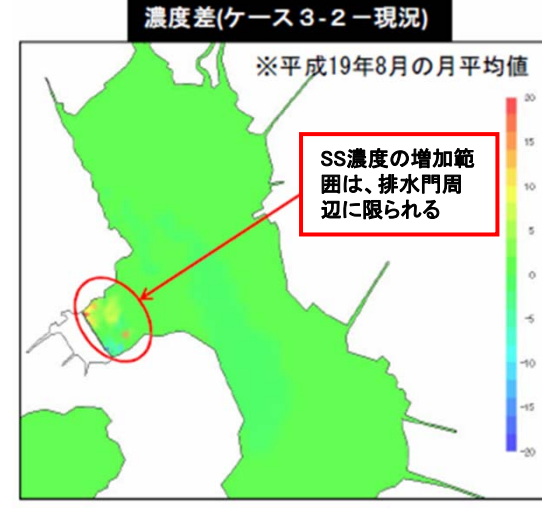 濃度差(ケース３-２－現況)
※平成19年8月の月平均値
20
15
SS濃度の増加範
囲は、排水門周
辺に限られる
10
5
0
-5
-10
-15
-20